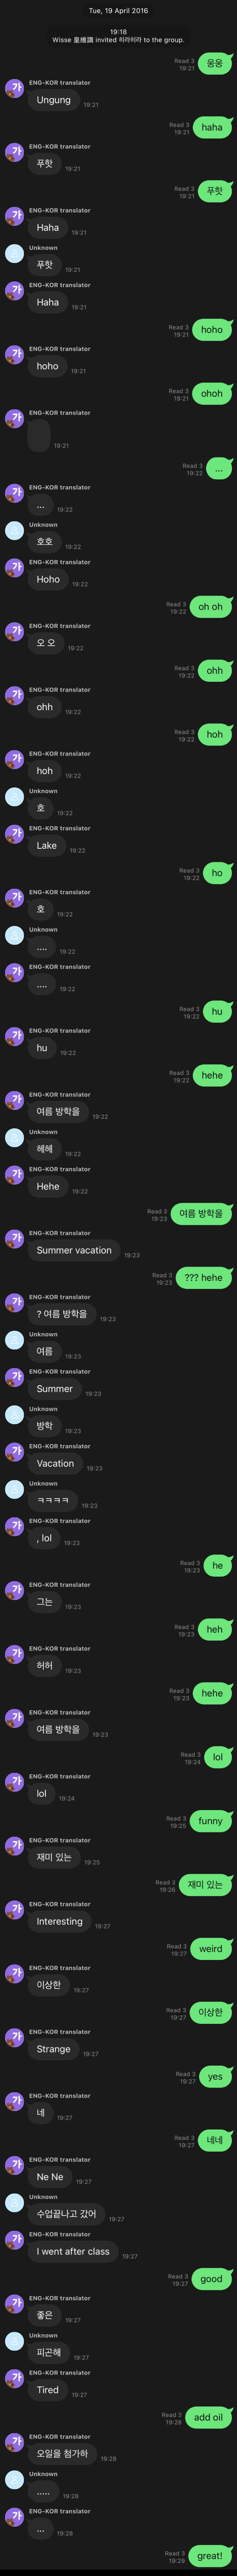 Tue, 19 April 2016
19:18
Wisse 皇維識 invited 히라히라 to the group.
Read 3
19:21
웅웅
ENG-KOR translator
Ungung
19:21
Read 3
19:21
haha
ENG-KOR translator
푸핫
19:21
Read 3
19:21
푸핫
ENG-KOR translator
Haha
19:21
Unknown
푸핫
19:21
ENG-KOR translator
Haha
19:21
Read 3
19:21
hoho
ENG-KOR translator
hoho
19:21
Read 3
19:21
ohoh
ENG-KOR translator
19:21
Read 3
19:22
...
ENG-KOR translator
...
19:22
Unknown
호호
19:22
ENG-KOR translator
Hoho
19:22
Read 3
19:22
oh oh
ENG-KOR translator
오 오
19:22
Read 3
19:22
ohh
ENG-KOR translator
ohh
19:22
Read 3
19:22
hoh
ENG-KOR translator
hoh
19:22
Unknown
호
19:22
ENG-KOR translator
Lake
19:22
Read 3
19:22
ho
ENG-KOR translator
호
19:22
Unknown
....
19:22
ENG-KOR translator
....
19:22
Read 3
19:22
hu
ENG-KOR translator
hu
19:22
Read 3
19:22
hehe
ENG-KOR translator
여름 방학을
19:22
Unknown
헤헤
19:22
ENG-KOR translator
Hehe
19:22
Read 3
19:23
여름 방학을
ENG-KOR translator
Summer vacation
19:23
Read 3
19:23
??? hehe
ENG-KOR translator
? 여름 방학을
19:23
Unknown
여름
19:23
ENG-KOR translator
Summer
19:23
Unknown
방학
19:23
ENG-KOR translator
Vacation
19:23
Unknown
ㅋㅋㅋㅋ
19:23
ENG-KOR translator
, lol
19:23
Read 3
19:23
he
ENG-KOR translator
그는
19:23
Read 3
19:23
heh
ENG-KOR translator
허허
19:23
Read 3
19:23
hehe
ENG-KOR translator
여름 방학을
19:23
Read 3
19:24
lol
ENG-KOR translator
lol
19:24
Read 3
19:25
funny
ENG-KOR translator
재미 있는
19:25
Read 3
19:26
재미 있는
ENG-KOR translator
Interesting
19:27
Read 3
19:27
weird
ENG-KOR translator
이상한
19:27
Read 3
19:27
이상한
ENG-KOR translator
Strange
19:27
Read 3
19:27
yes
ENG-KOR translator
네
19:27
Read 3
19:27
네네
ENG-KOR translator
Ne Ne
19:27
Unknown
수업끝나고 갔어
19:27
ENG-KOR translator
I went after class
19:27
Read 3
19:27
good
ENG-KOR translator
좋은
19:27
Unknown
피곤해
19:27
ENG-KOR translator
Tired
19:27
Read 3
19:28
add oil
ENG-KOR translator
오일을 첨가하
19:28
Unknown
.....
19:28
ENG-KOR translator
...
19:28
Read 3
19:29
great!